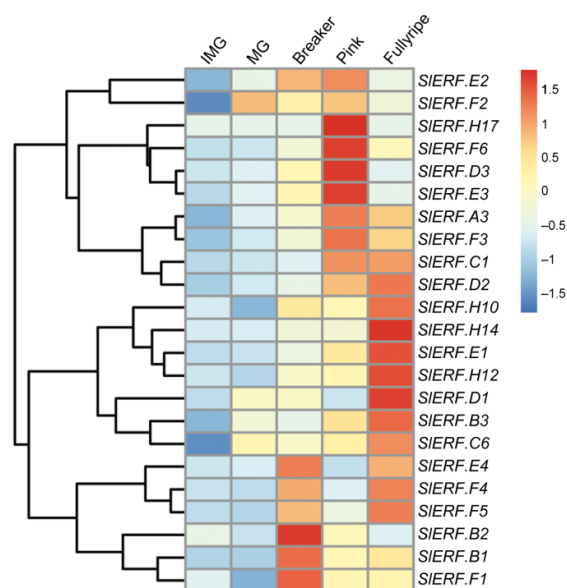 IMG MG Breaker Pink Fullyripe
SlERF.E2
SlERF.F2
SlERF.H17
SlERF.F6
SlERF.D3
SlERF.E3
SlERF.A3
SlERF.F3
SlERF.C1
SlERF.D2
SlERF.H10
SlERF.H14
SlERF.E1
SlERF.H12
SlERF.D1
SlERF.B3
SlERF.C6
SlERF.E4
SlERF.F4
SlERF.F5
SlERF.B2
SlERF.B1
SlERF.F1
1.5
1
0.5
0
−0.5
−1
−1.5